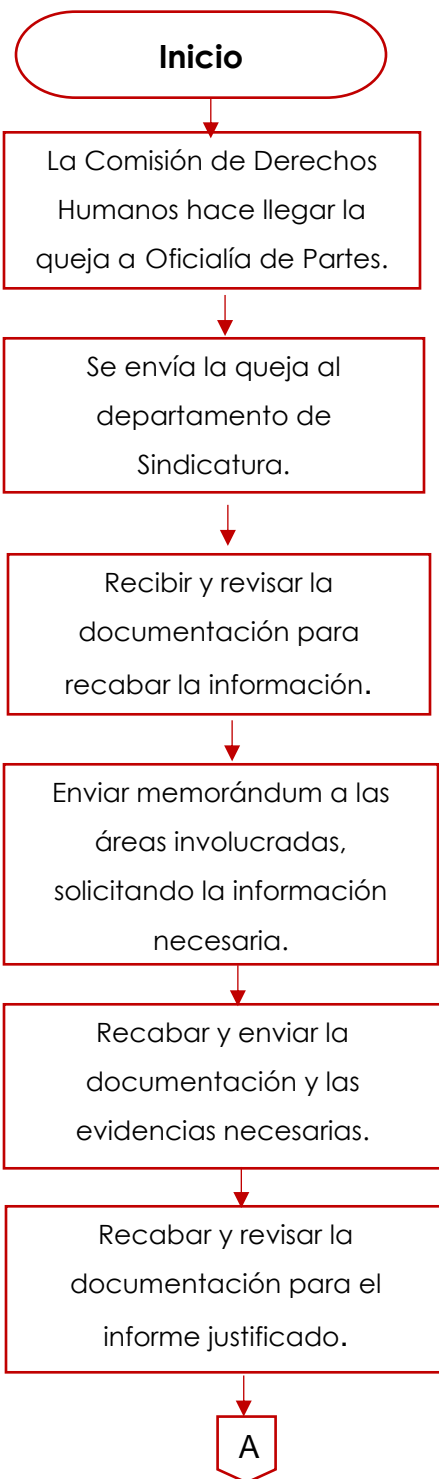 Inicio
La Comisión de Derechos
Humanos hace llegar la
queja a Oficialía de Partes.
Se envía la queja al
departamento de
Sindicatura.
Recibir y revisar la
documentación para
recabar la información.
Enviar memorándum a las
áreas involucradas,
solicitando la información
necesaria.
Recabar y enviar la
documentación y las
evidencias necesarias.
Recabar y revisar la
documentación para el
informe justificado.
A